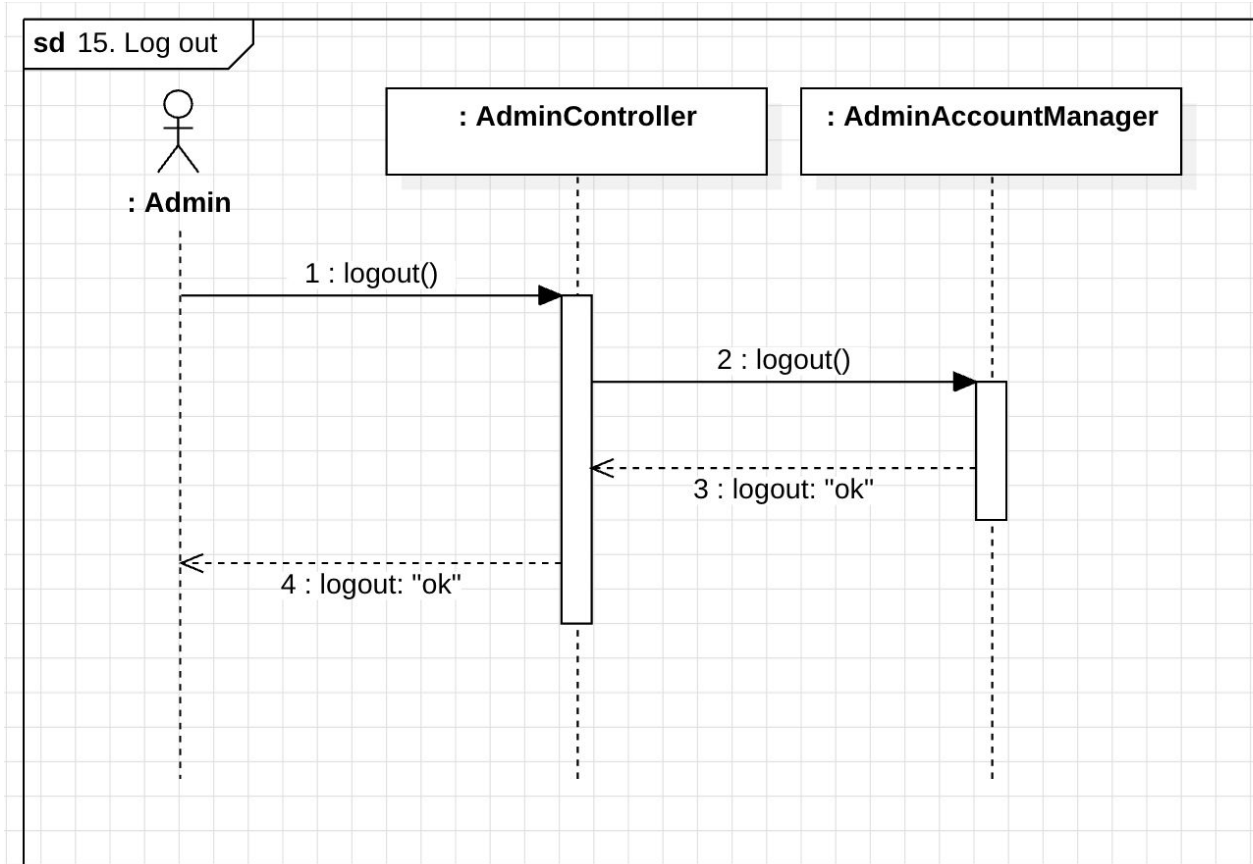 sd 15. Log out
: AdminController
: AdminAccountManager
: Admin
1 : logout()
2 : logout()
3 : logout: "ok"
4 : logout: "ok"